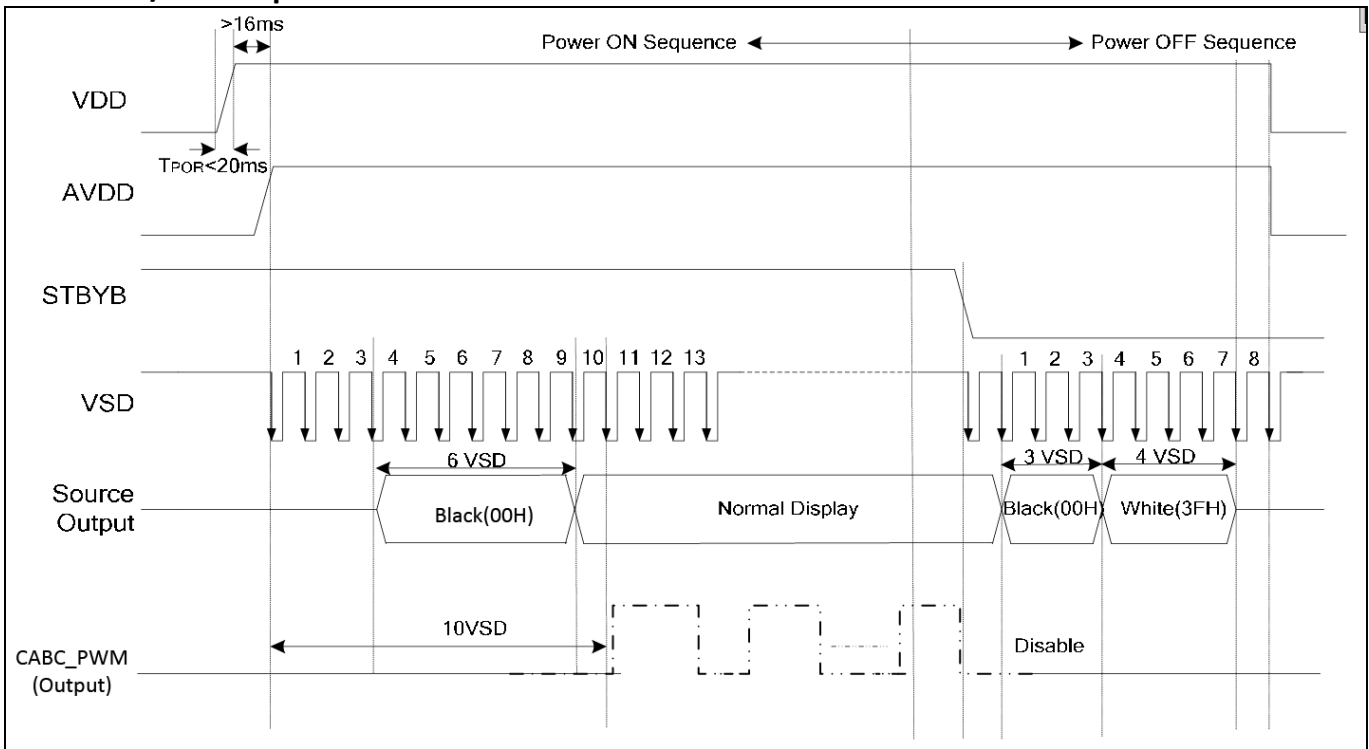 >16ms
Power ON Sequence
Power OFF Sequence
VDD
TPOR<20ms
AVDD
STBYB
1 2 3 4 5 6 7 8 9 10 11 12 13
1 2 3 4 5 6 7 8
VSD
6 VSD
3 VSD
4 VSD
Source
Output
Black(00H)
Normal Display
Black(00H)
White(3FH)
10VSD
Disable
CABC_PWM
(Output)